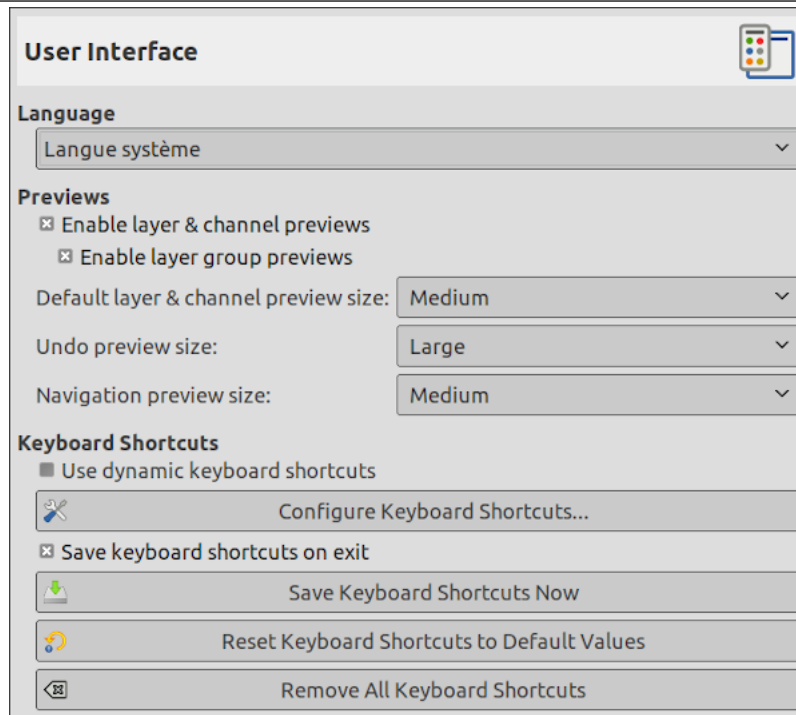 User Interface
Language
Langue système
Previews
Enable layer & channel previews
Enable layer group previews
Default layer & channel preview size: Medium
Undo preview size: Large
Navigation preview size: Medium
Keyboard Shortcuts
Use dynamic keyboard shortcuts
Configure Keyboard Shortcuts...
Save keyboard shortcuts on exit
Save Keyboard Shortcuts Now
Reset Keyboard Shortcuts to Default Values
Remove All Keyboard Shortcuts